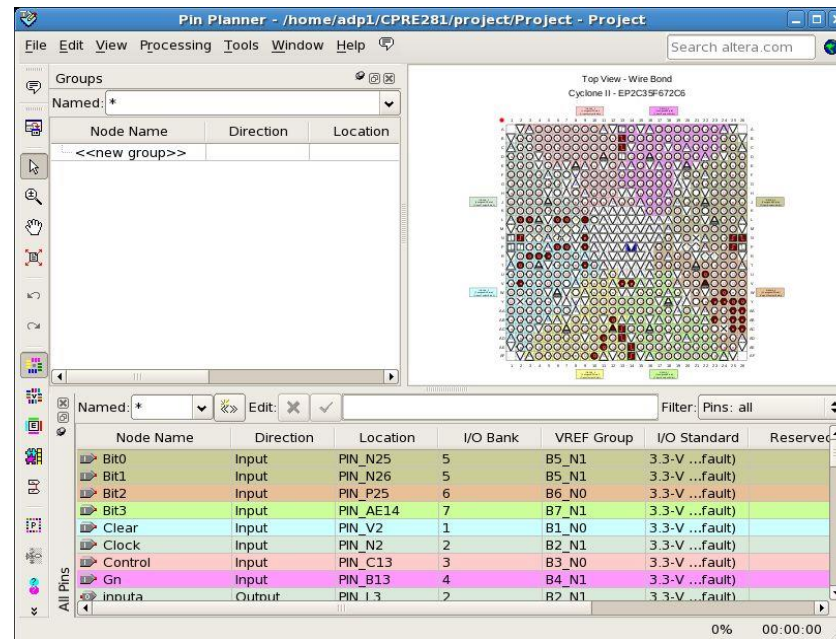 Pin Planner - /home/adp1/CPRE281/project/Project - Project
File Edit View Processing Tools Window Help
Search altera.com
Groups
Named: *
Node Name Direction Location
<<new group>>
Top View - Wire Bond
Cyclone II - EP2C35F672C6
Named: * Edit: Filter: Pins: all
Node Name Direction Location I/O Bank VREF Group I/O Standard Reserved
Bit0 Input PIN_N25 5 B5_N1 3.3-V ...fault)
Bit1 Input PIN_N26 5 B5_N1 3.3-V ...fault)
Bit2 Input PIN_P25 6 B6_N0 3.3-V ...fault)
Bit3 Input PIN_AE14 7 B7_N1 3.3-V ...fault)
Clear Input PIN_V2 1 B1_N0 3.3-V ...fault)
Clock Input PIN_N2 2 B2_N1 3.3-V ...fault)
Control Input PIN_C13 3 B3_N0 3.3-V ...fault)
Gn Input PIN_B13 4 B4_N1 3.3-V ...fault)
inputa Output PIN_L3 2 B2_N1 3.3-V ...fault)
All Pins
0% 00:00:00